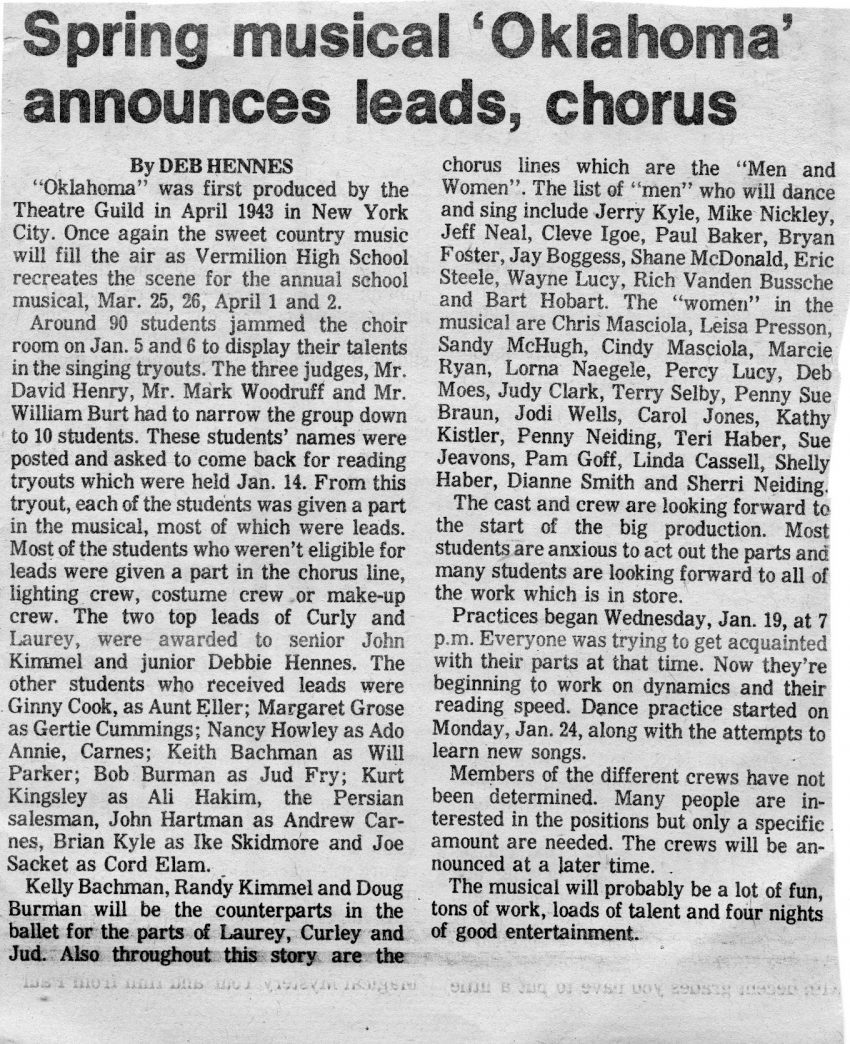 Spring musical ‘Oklahoma’
announces leads, chorus
By DEB HENNES
“Oklahoma” was first produced by the
Theatre Guild in April 1943 in New York
City. Once again the sweet country music
will fill the air as Vermilion High School
recreates the scene for the annual school
musical, Mar. 25, 26, April 1 and 2.
Around 90 students jammed the choir
room on Jan. 5 and 6 to display their talents
in the singing tryouts. The three judges, Mr.
David Henry, Mr. Mark Woodruff and Mr.
William Burt had to narrow the group down
to 10 students. These students’ names were
posted and asked to come back for reading
tryouts which were held Jan. 14. From this
tryout, each of the students was given a part
in the musical, most of which were leads.
Most of the students who weren’t eligible for
leads were given a part in the chorus line,
lighting crew, costume crew or make-up
crew. The two top leads of Curly and
Laurey, were awarded to senior John
Kimmel and junior Debbie Hennes. The
other students who received leads were
Ginny Cook, as Aunt Eller; Margaret Grose
as Gertie Cummings; Nancy Howley as Ado
Annie, Carnes; Keith Bachman as Will
Parker; Bob Burman as Jud Fry; Kurt
Kingsley as Ali Hakim, the Persian
salesman, John Hartman as Andrew Car-
nes, Brian Kyle as Ike Skidmore and Joe
Sacket as Cord Elam.
Kelly Bachman, Randy Kimmel and Doug
Burman will be the counterparts in the
ballet for the parts of Laurey, Curley and
Jud. Also throughout this story are the
chorus lines which are the “Men and
Women”. The list of “men” who will dance
and sing include Jerry Kyle, Mike Nickley,
Jeff Neal, Cleve Igoe, Paul Baker, Bryan
Foster, Jay Boggess, Shane McDonald, Eric
Steele, Wayne Lucy, Rich Vanden Bussche
and Bart Hobart. The “women” in the
musical are Chris Masciola, Leisa Presson,
Sandy McHugh, Cindy Masciola, Marcie
Ryan, Lorna Naegele, Percy Lucy, Deb
Moes, Judy Clark, Terry Selby, Penny Sue
Braun, Jodi Wells, Carol Jones, Kathy
Kistler, Penny Neiding, Teri Haber, Sue
Jeavons, Pam Goff, Linda Cassell, Shelly
Haber, Dianne Smith and Sherri Neiding.
The cast and crew are looking forward to
the start of the big production. Most
students are anxious to act out the parts and
many students are looking forward to all of
the work which is in store.
Practices began Wednesday, Jan. 19, at 7
p.m. Everyone was trying to get acquainted
with their parts at that time. Now they’re
beginning to work on dynamics and their
reading speed. Dance practice started on
Monday, Jan. 24, along with the attempts to
learn new songs.
Members of the different crews have not
been determined. Many people are in-
terested in the positions but only a specific
amount are needed. The crews will be an-
nounced at a later time.
The musical will probably be a lot of fun,
tons of work, loads of talent and four nights
of good entertainment.